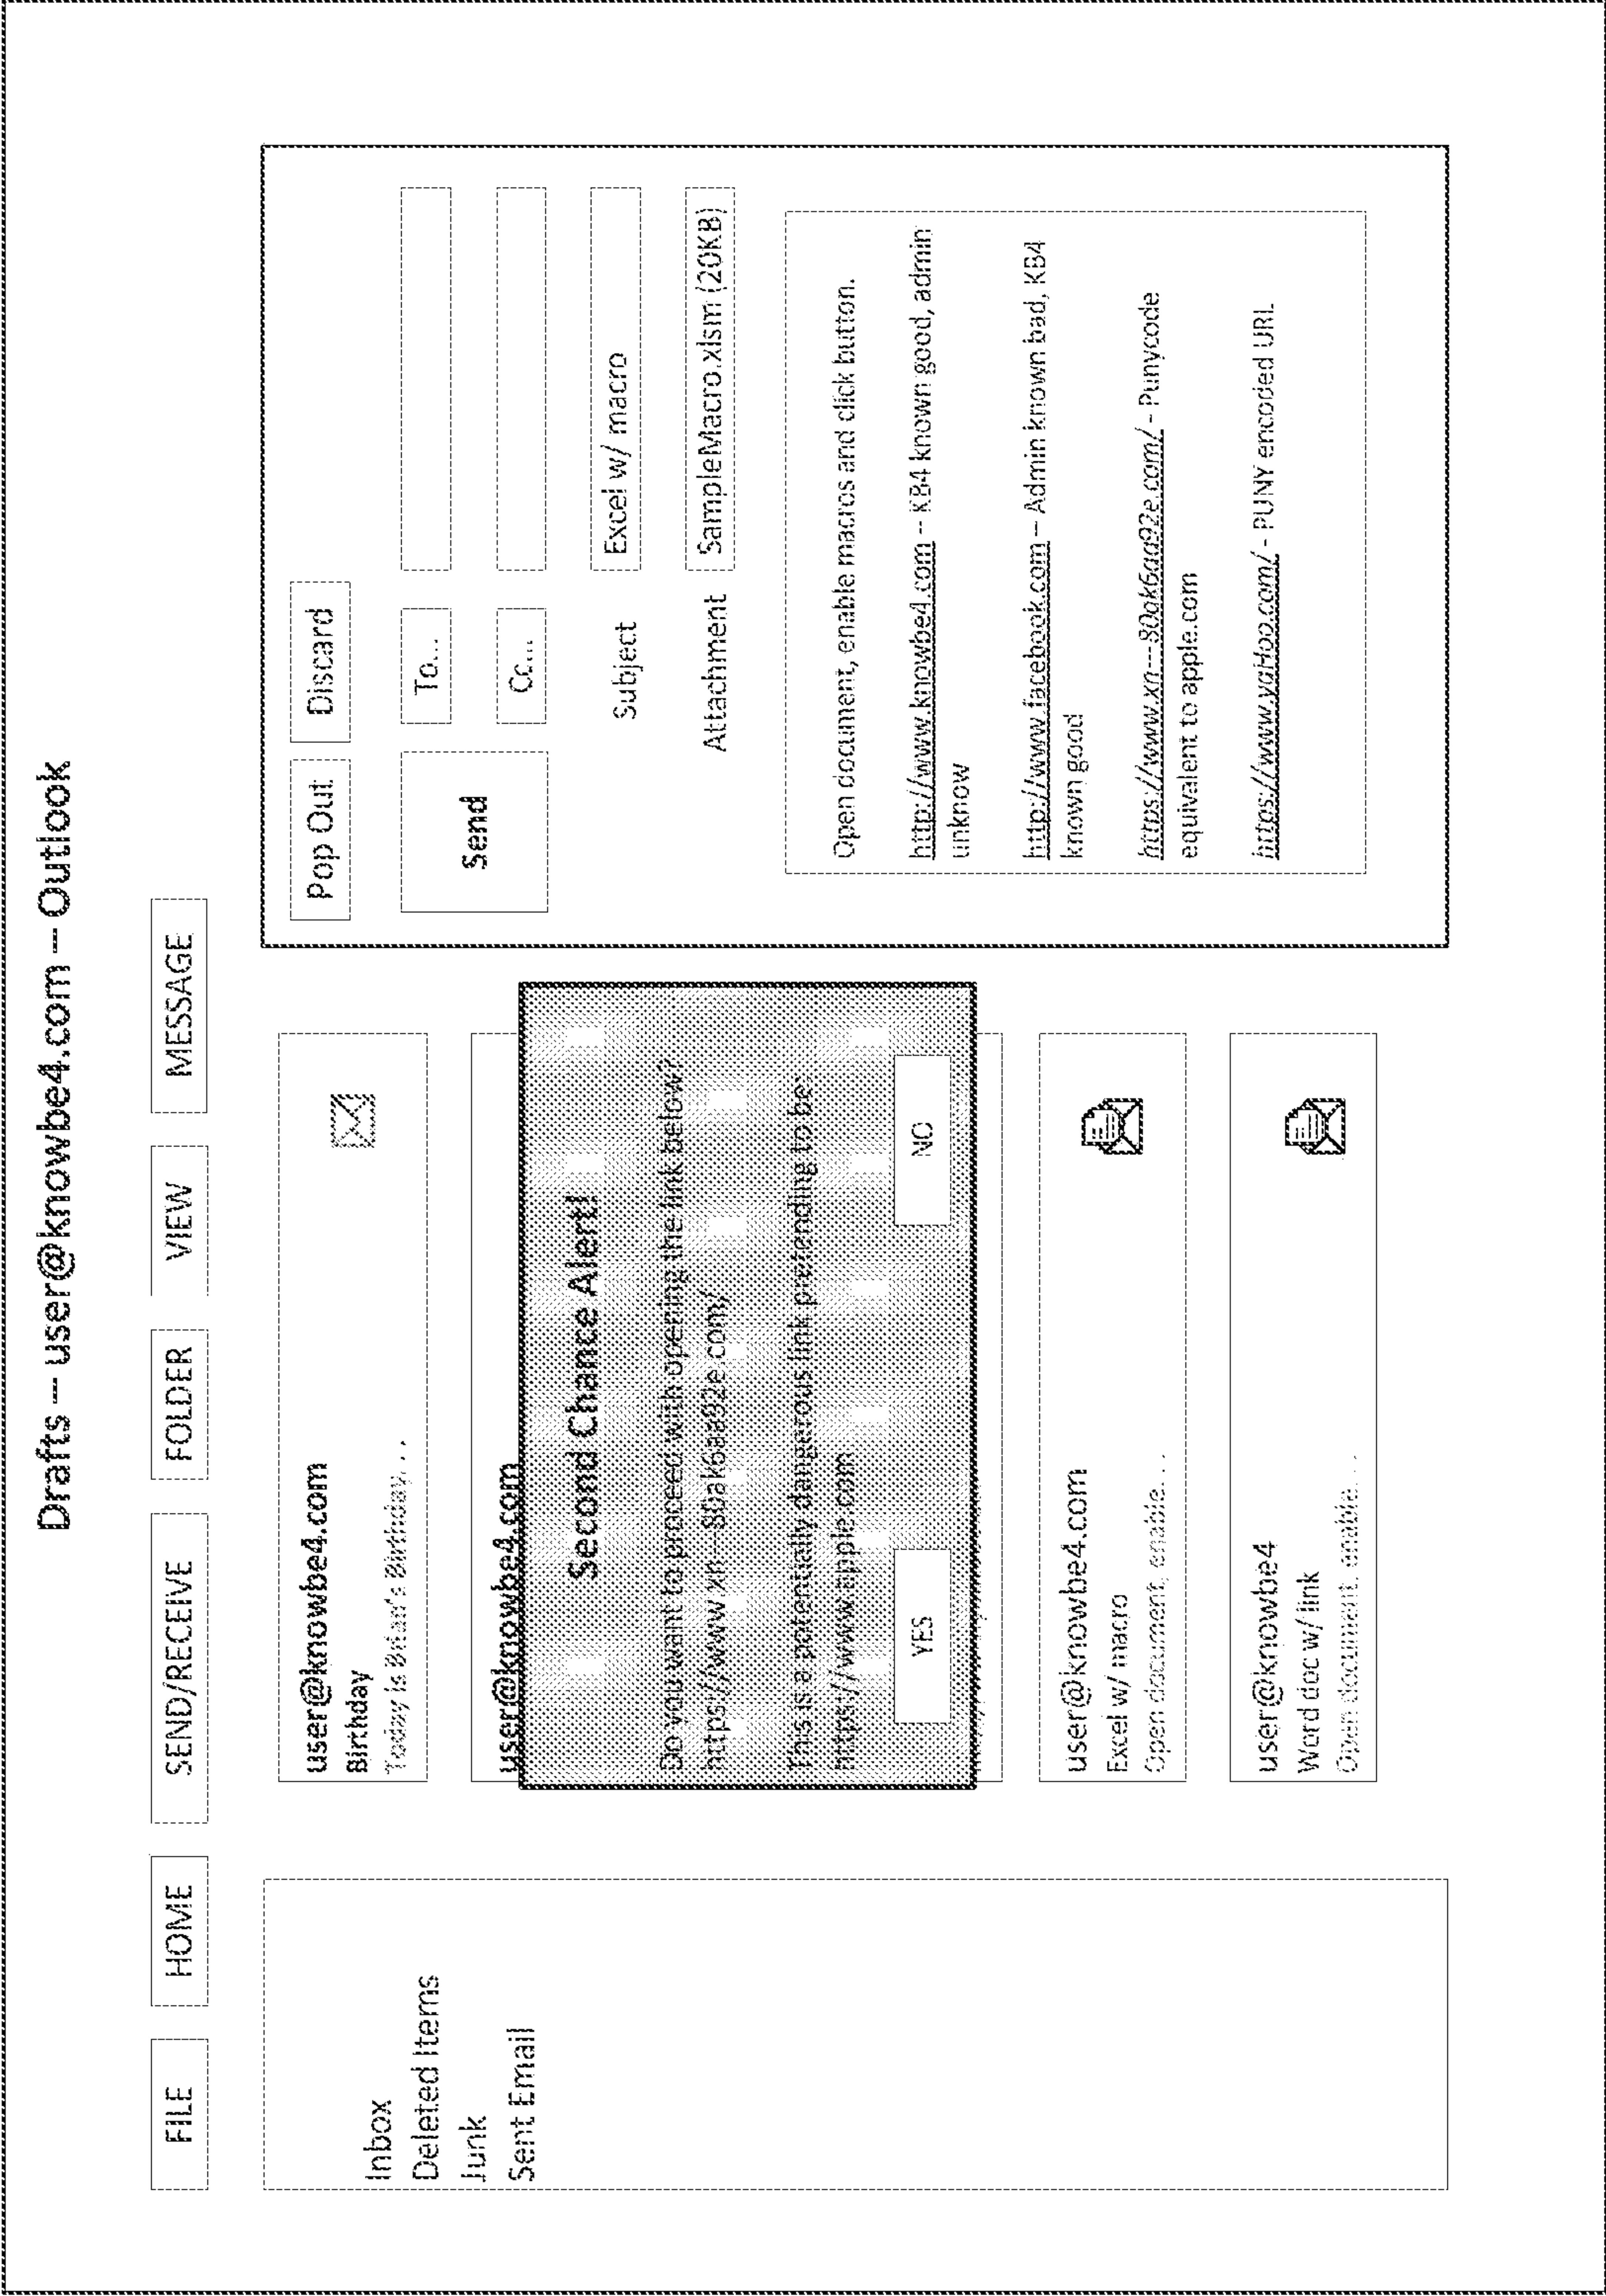 Drafts – user@knowbe4.com – Outlook
FILE
HOME
SEND/RECEIVE
FOLDER
VIEW
MESSAGE
Inbox
Deleted Items
Junk
Sent Email
user@knowbe4.com
Birthday
Today is Brian's Birthday...
user@knowbe4.com
Second Chance Alert!
Do you want to proceed with opening the link below?
https://www.xn--80ak6aa92e.com/
This is a potentially dangerous link pretending to be:
https://www.apple.com
YES
NO
user@knowbe4.com
Excel w/ macro
Open document, enable...
user@knowbe4
Word doc w/ link
Open document, enable...
Pop Out
Discard
Send
To...
Cc...
Subject
Excel w/ macro
Attachment
SampleMacro.xlsm (20KB)
Open document, enable macros and click button.
http://www.knowbe4.com -- KB4 known good, admin
unknow
http://www.facebook.com – Admin known bad, KB4
known good
https://www.xn---80ak6aa92e.com/ - Punycode
equivalent to apple.com
https://www.yaHoo.com/ - PUNY encoded URL